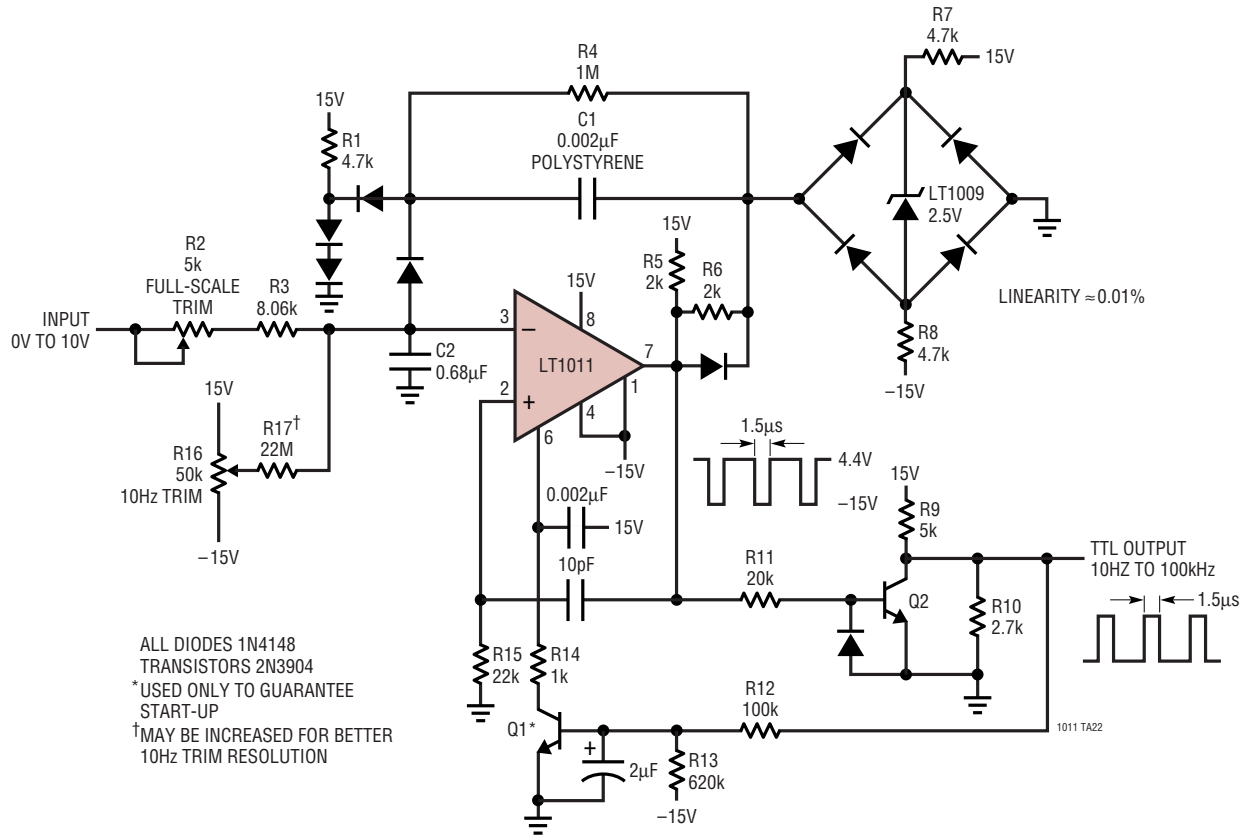 R7
4.7k
15V
R4
1M
15V
R1
4.7k
C1
0.002µF
POLYSTYRENE
LT1009
2.5V
R2
5k
FULL-SCALE
TRIM
R3
8.06k
15V
R5
2k
R6
2k
15V
8
LINEARITY ≈0.01%
INPUT
0V TO 10V
3
–
LT1011
7
C2
0.68µF
R8
4.7k
–15V
2
+
1
4
6
–15V
15V
R16
50k
10Hz TRIM
R17†
22M
–15V
1.5µs
4.4V
–15V
0.002µF
15V
10pF
15V
R9
5k
TTL OUTPUT
10HZ TO 100kHz
R11
20k
Q2
R10
2.7k
1.5µs
ALL DIODES 1N4148
TRANSISTORS 2N3904
*USED ONLY TO GUARANTEE
START-UP
†MAY BE INCREASED FOR BETTER
10Hz TRIM RESOLUTION
R15
22k
R14
1k
Q1*
+
2µF
R12
100k
R13
620k
–15V
1011 TA22